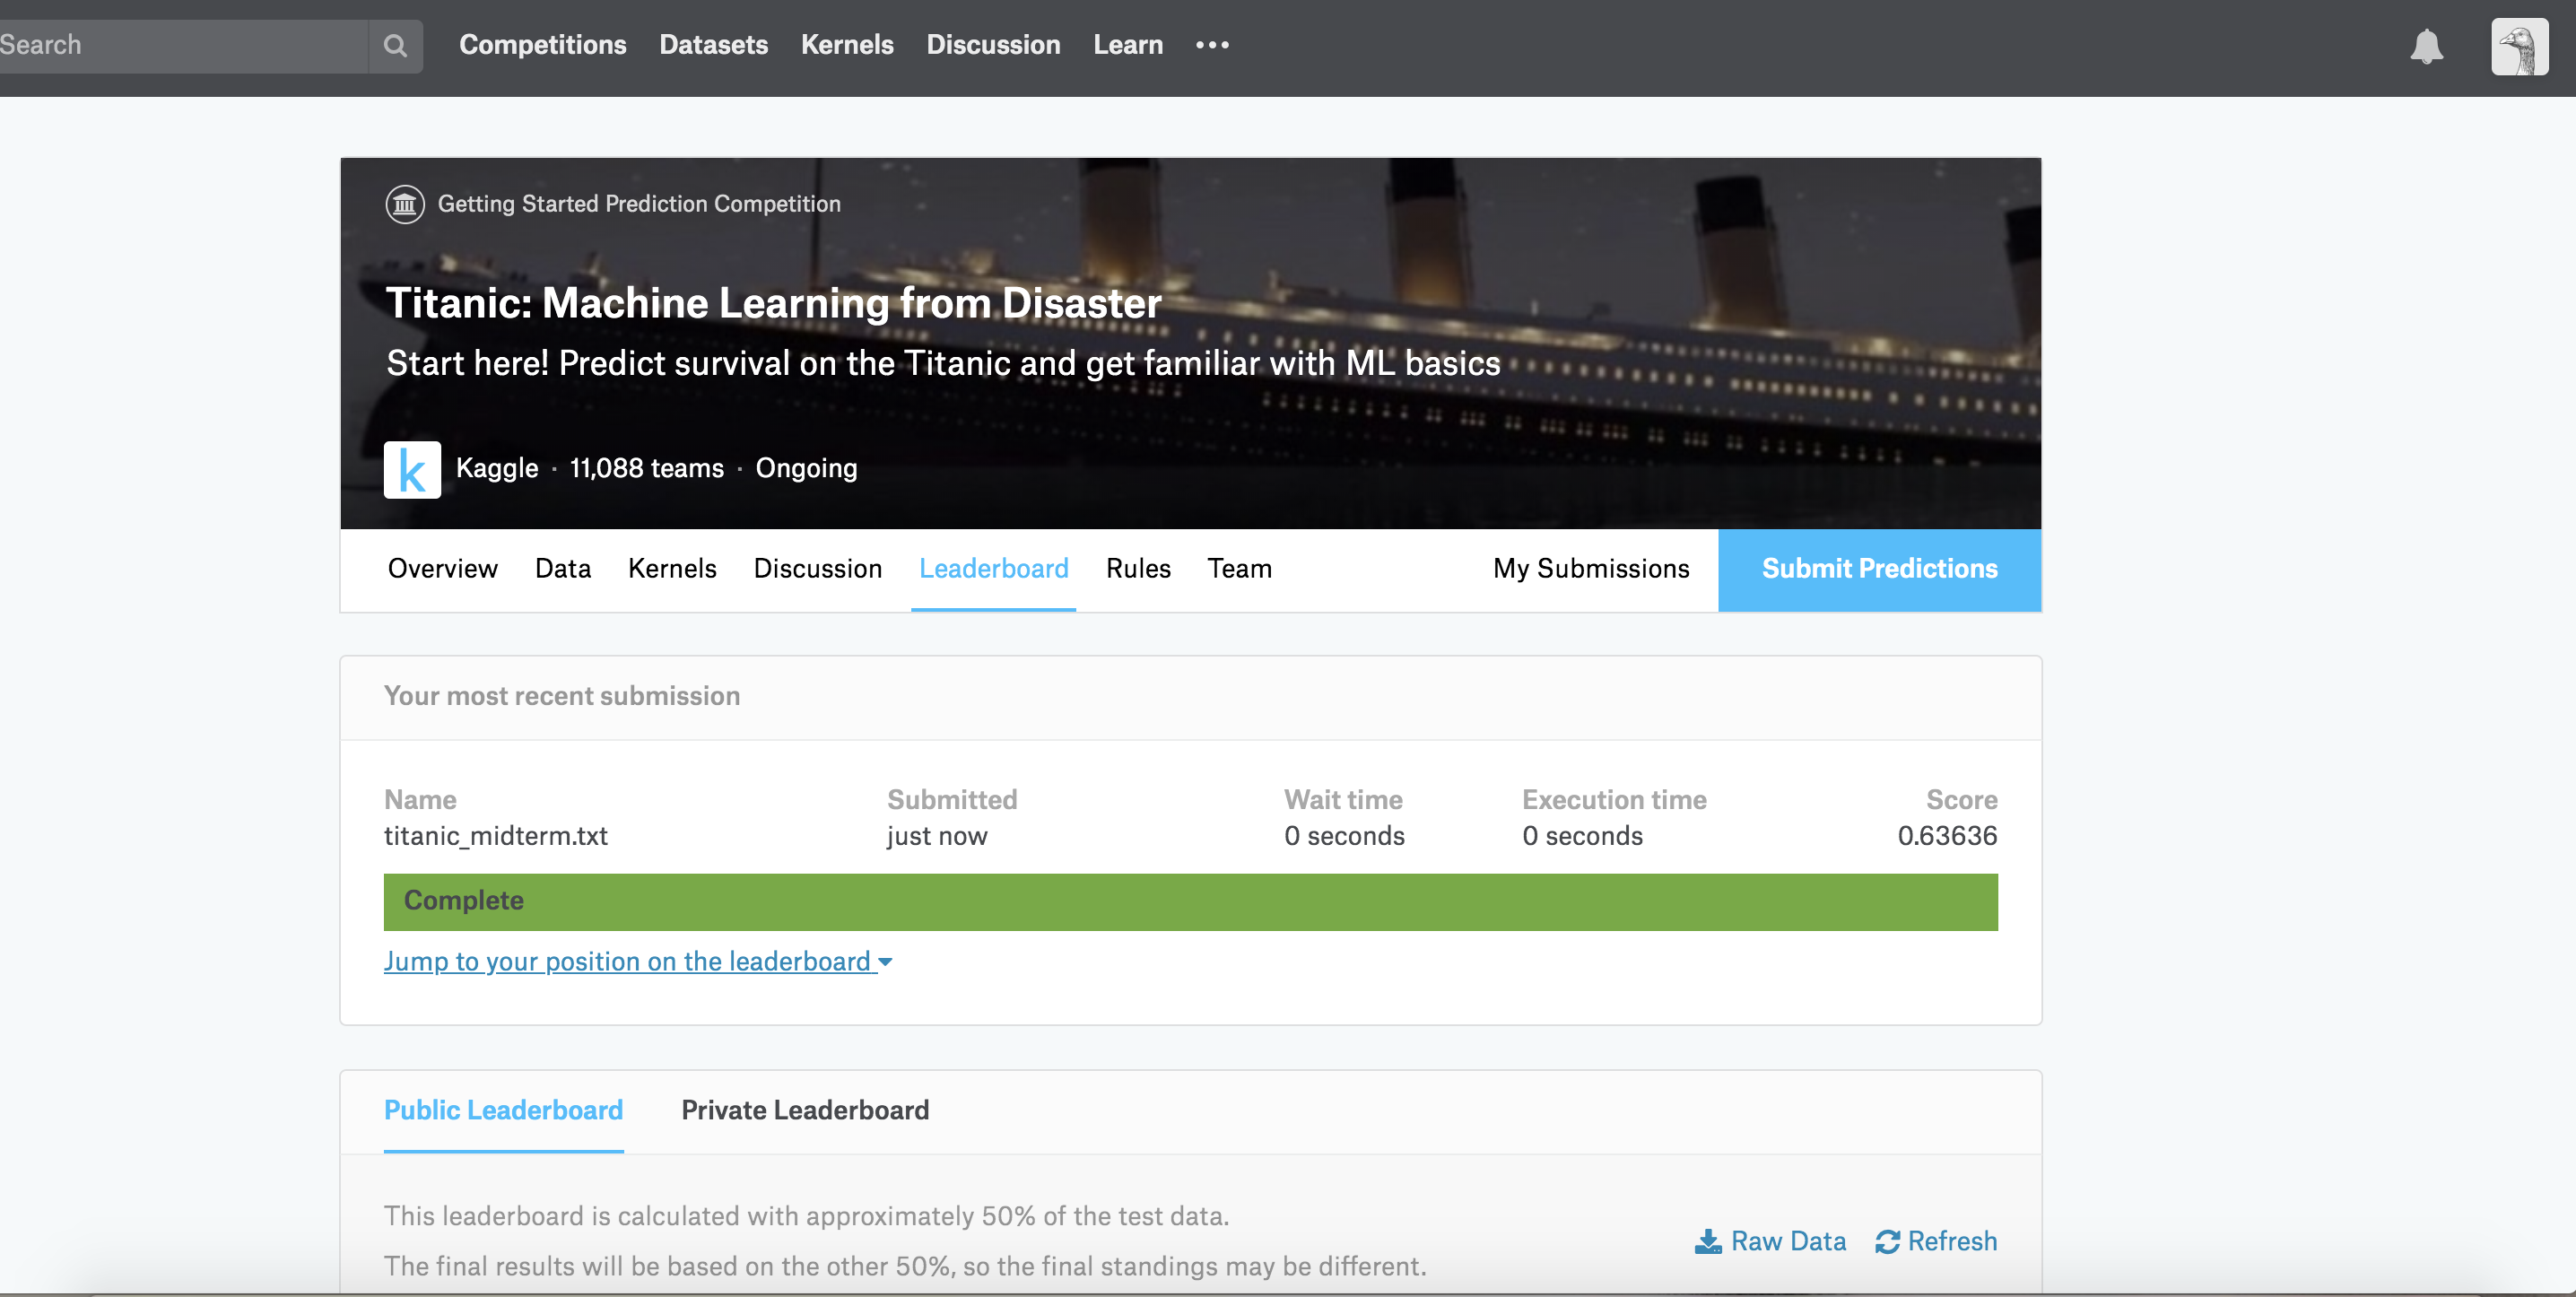 Search Competitions Datasets Kernels Discussion Learn •••
Getting Started Prediction Competition
Titanic: Machine Learning from Disaster
Start here! Predict survival on the Titanic and get familiar with ML basics
k Kaggle · 11,088 teams · Ongoing
Overview Data Kernels Discussion Leaderboard Rules Team My Submissions Submit Predictions
Your most recent submission
Name Submitted Wait time Execution time Score
titanic_midterm.txt just now 0 seconds 0 seconds 0.63636
Complete
Jump to your position on the leaderboard
Public Leaderboard Private Leaderboard
This leaderboard is calculated with approximately 50% of the test data.
Raw Data Refresh
The final results will be based on the other 50%, so the final standings may be different.